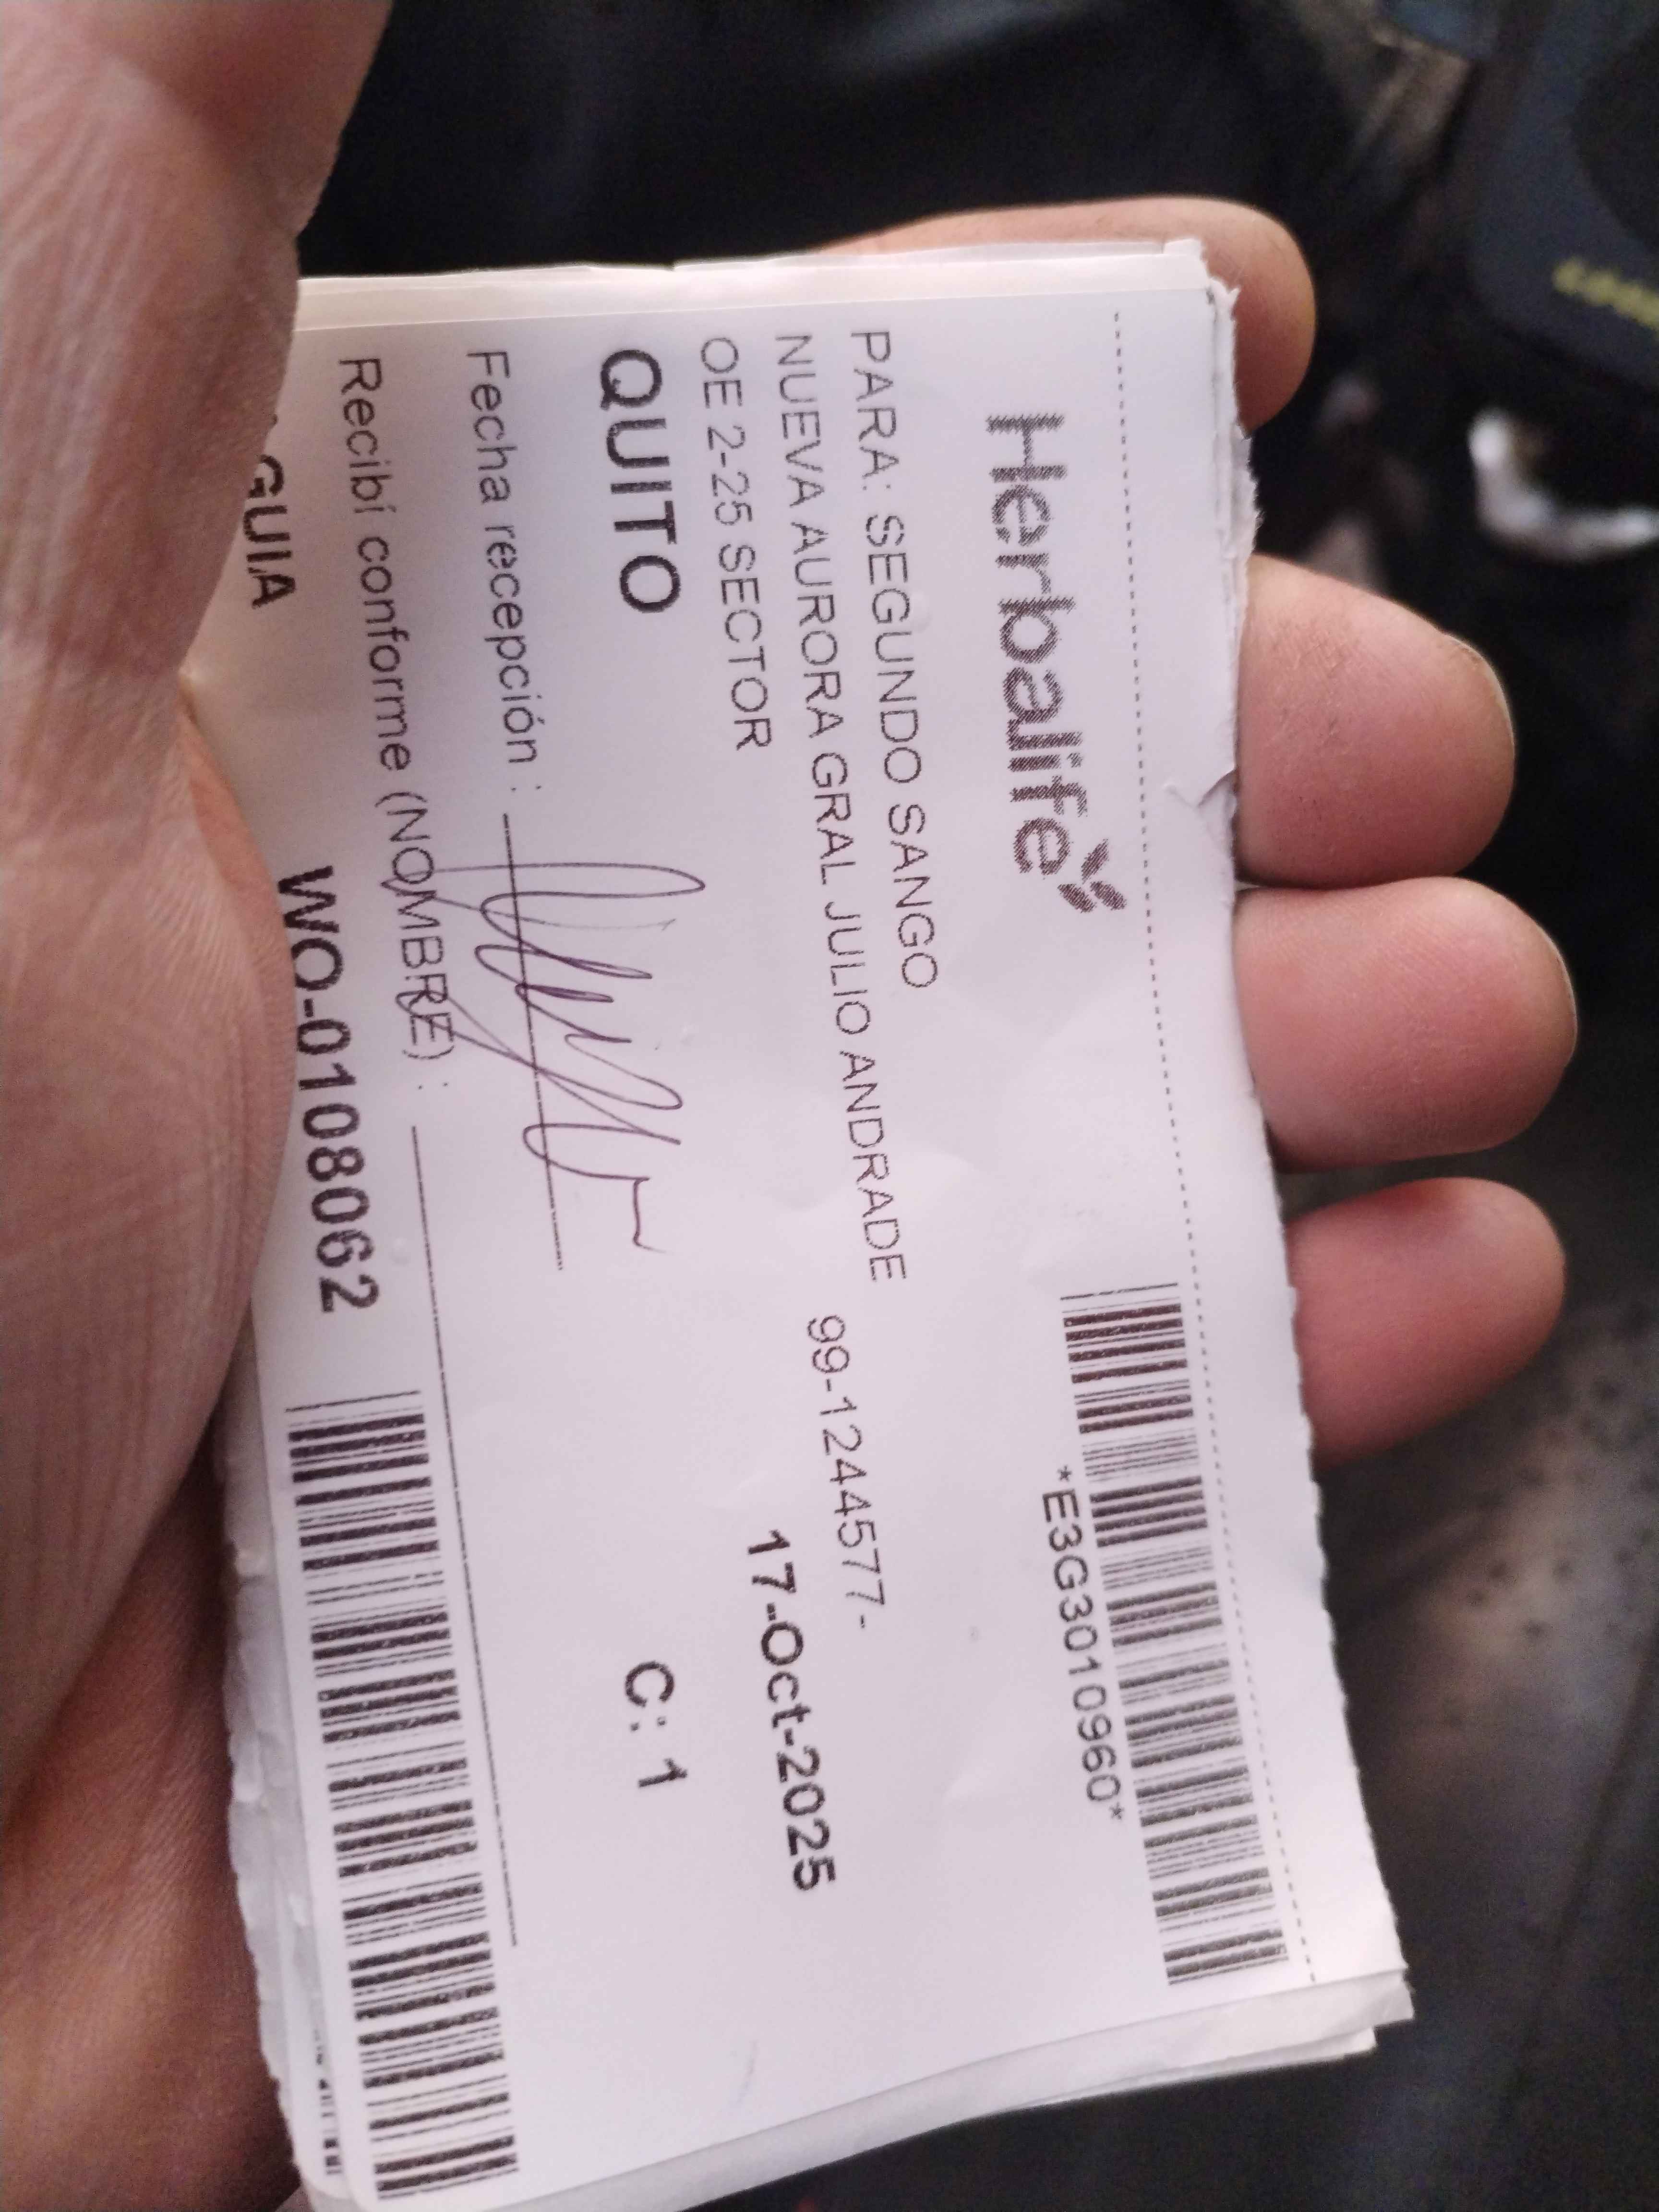 Herbalife
*E3G3010960*
PARA: SEGUNDO SANGO
NUEVA AURORA GRAL JULIO ANDRADE
99-1244577-
OE 2-25 SECTOR
17-Oct-2025
QUITO
C: 1
Fecha recepción :
Recibí conforme (NOMBRE) :
GUIA
WO-0108062